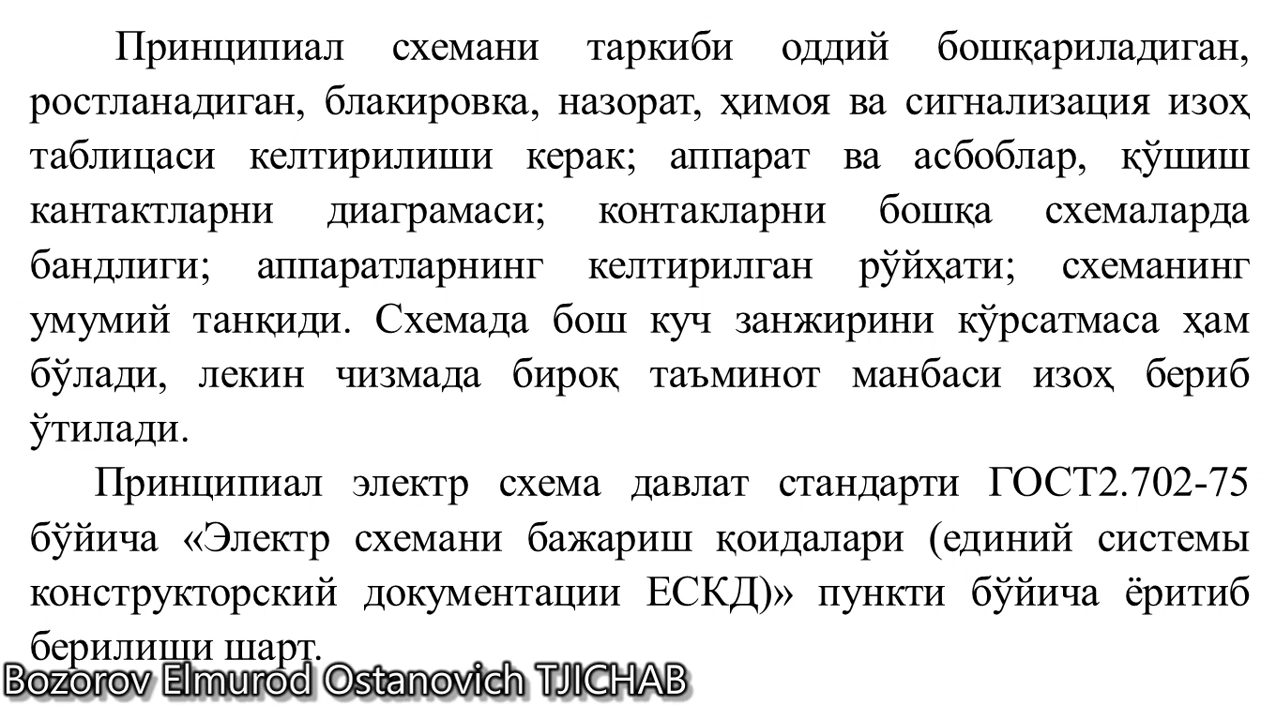 Принципиал схемани таркиби оддий бошқариладиган,
ростланадиган, блакировка, назорат, ҳимоя ва сигнализация изоҳ
таблицаси келтирилиши керак; аппарат ва асбоблар, қўшиш
кантактларни диаграмаси; контакларни бошқа схемаларда
бандлиги; аппаратларнинг келтирилган рўйҳати; схеманинг
умумий танқиди. Схемада бош куч занжирини кўрсатмаса ҳам
бўлади, лекин чизмада бироқ таъминот манбаси изоҳ бериб
ўтилади.
Принципиал электр схема давлат стандарти ГОСТ2.702-75
бўйича «Электр схемани бажариш қоидалари (единий системы
конструкторский документации ЕСКД)» пункти бўйича ёритиб
берилиши шарт.
Bozorov Elmurod Ostanovich TJICHAB